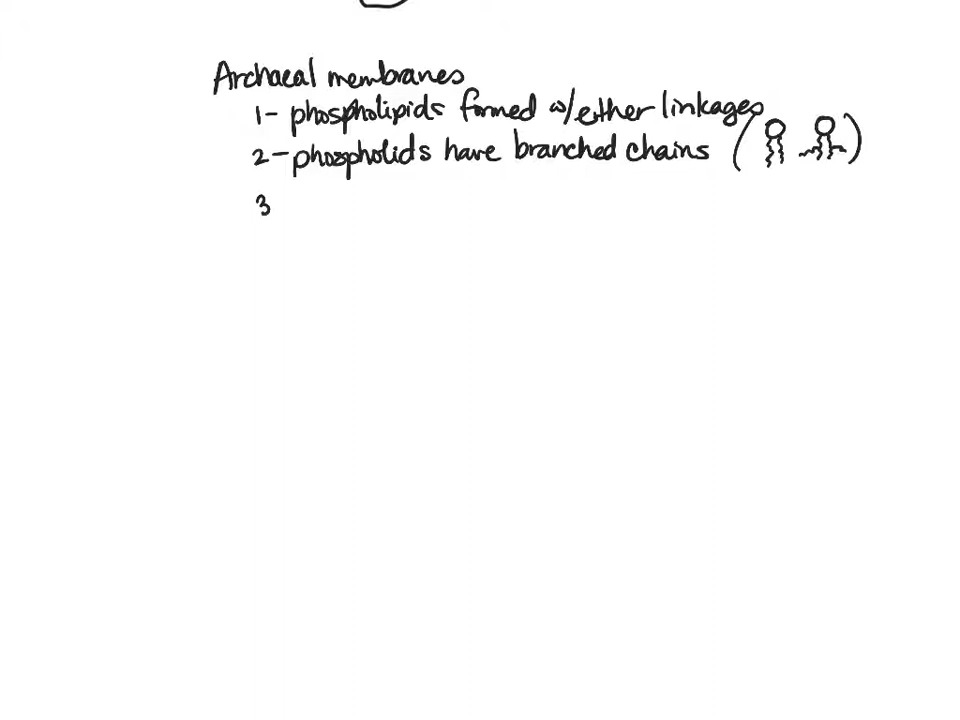 Archaeal membranes
1- phospholipids formed w/ether linkages
2-phospholids have branched chains ( )
3